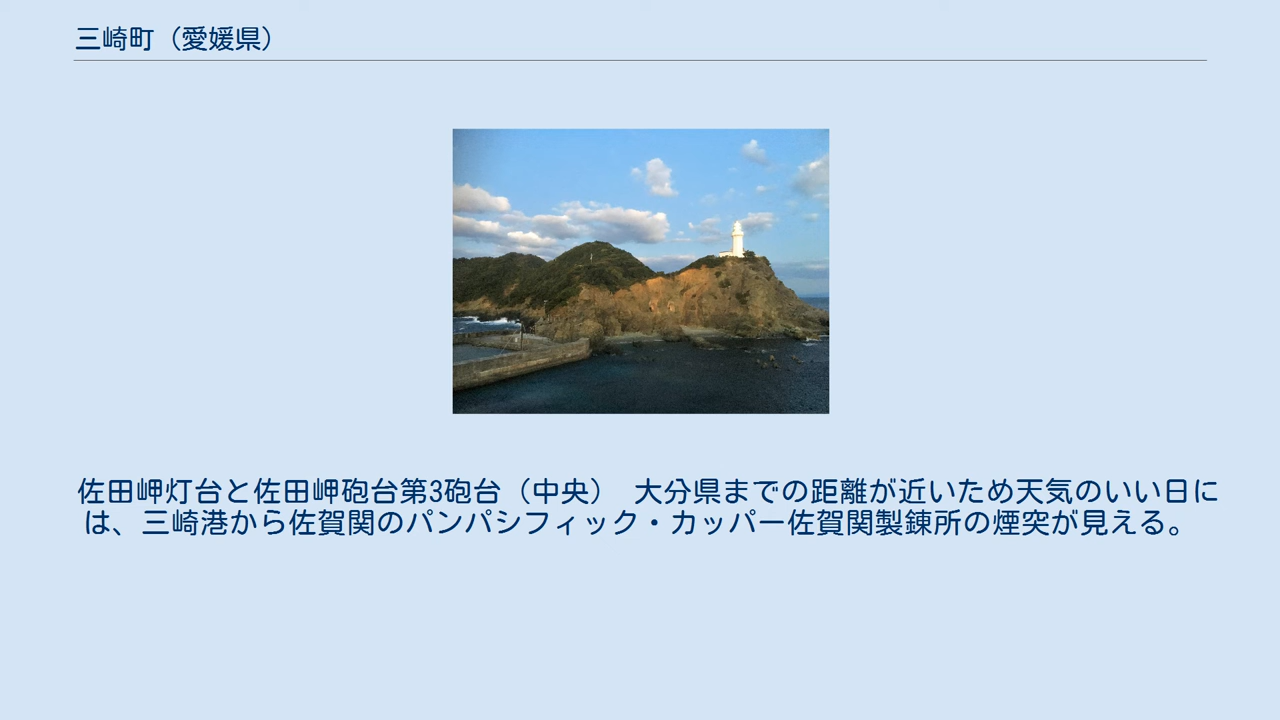 三崎町（愛媛県）
佐田岬灯台と佐田岬砲台第3砲台（中央）　大分県までの距離が近いため天気のいい日に
は、三崎港から佐賀関のパンパシフィック・カッパー佐賀関製錬所の煙突が見える。